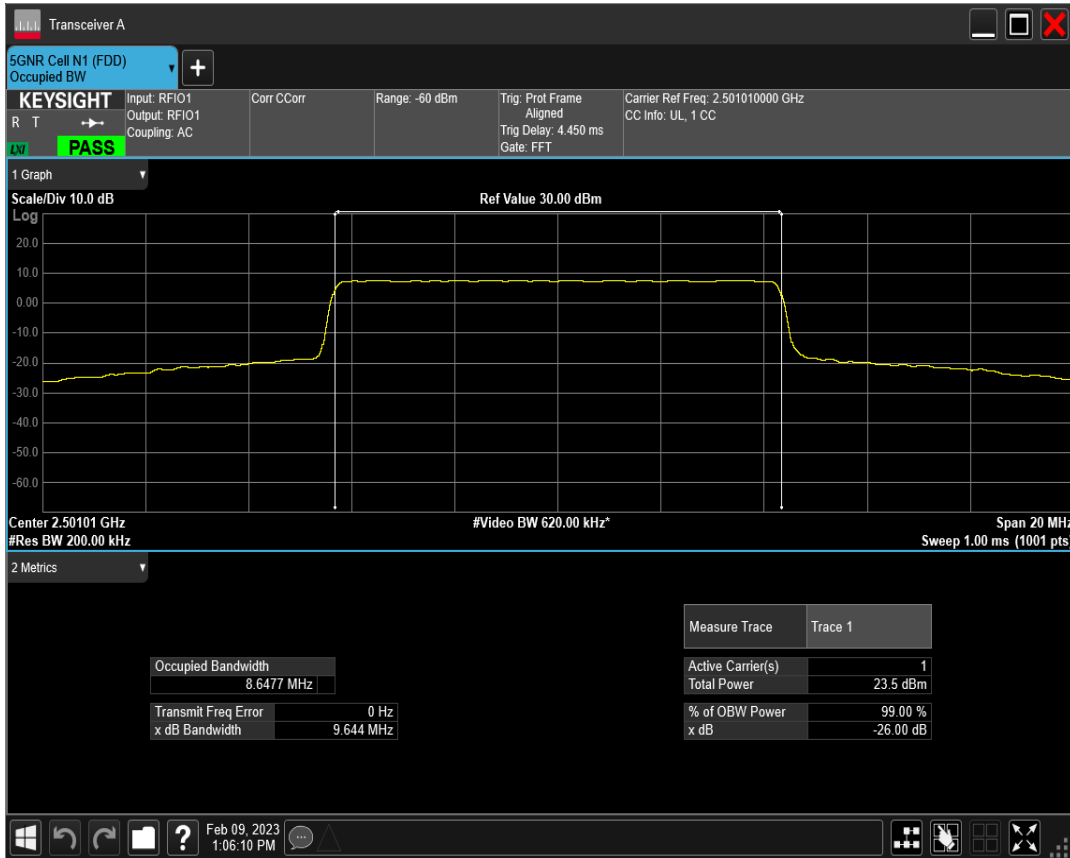 Transceiver A
5GNR Cell N1 (FDD)
Occupied BW
+
KEYSIGHT
R T
LXI
PASS
Input: RFIO1
Output: RFIO1
Coupling: AC
Corr CCorr
Range: -60 dBm
Trig: Prot Frame
Aligned
Trig Delay: 4.450 ms
Gate: FFT
Carrier Ref Freq: 2.501010000 GHz
CC Info: UL, 1 CC
1 Graph
Scale/Div 10.0 dB
Ref Value 30.00 dBm
Log
20.0
10.0
0.00
-10.0
-20.0
-30.0
-40.0
-50.0
-60.0
Center 2.50101 GHz
#Video BW 620.00 kHz*
Span 20 MHz
#Res BW 200.00 kHz
Sweep 1.00 ms (1001 pts)
2 Metrics
Measure Trace Trace 1
Occupied Bandwidth
8.6477 MHz
Active Carrier(s) 1
Total Power 23.5 dBm
Transmit Freq Error 0 Hz
x dB Bandwidth 9.644 MHz
% of OBW Power 99.00 %
x dB -26.00 dB
?
Feb 09, 2023
1:06:10 PM